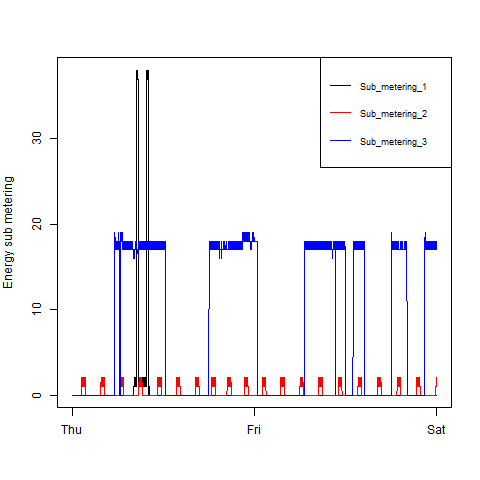 Sub_metering_1
Sub_metering_2
Sub_metering_3
Energy sub metering
30
20
10
0
Thu Fri Sat